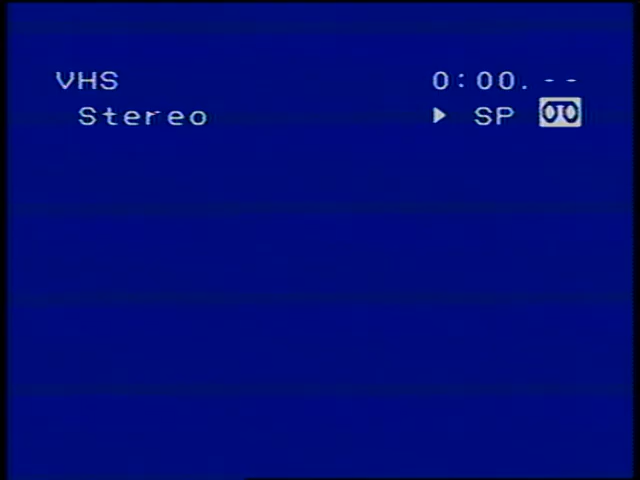 VHS 0:00.--
Stereo ▶ SP